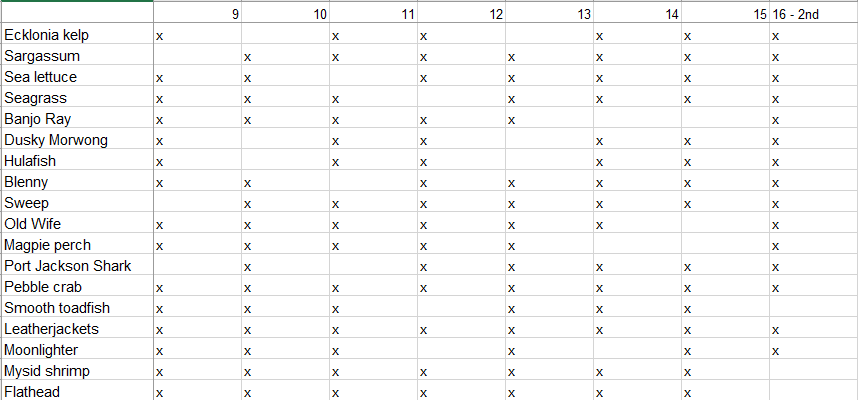 9 10 11 12 13 14 15 16 - 2nd
Ecklonia kelp x x x x x x
Sargassum x x x x x x x
Sea lettuce x x x x x x x
Seagrass x x x x x x x
Banjo Ray x x x x x x
Dusky Morwong x x x x x x
Hulafish x x x x x x
Blenny x x x x x x x
Sweep x x x x x x x
Old Wife x x x x x x x
Magpie perch x x x x x x
Port Jackson Shark x x x x x x
Pebble crab x x x x x x x x
Smooth toadfish x x x x x x
Leatherjackets x x x x x x x x
Moonlighter x x x x x x
Mysid shrimp x x x x x x x
Flathead x x x x x x x